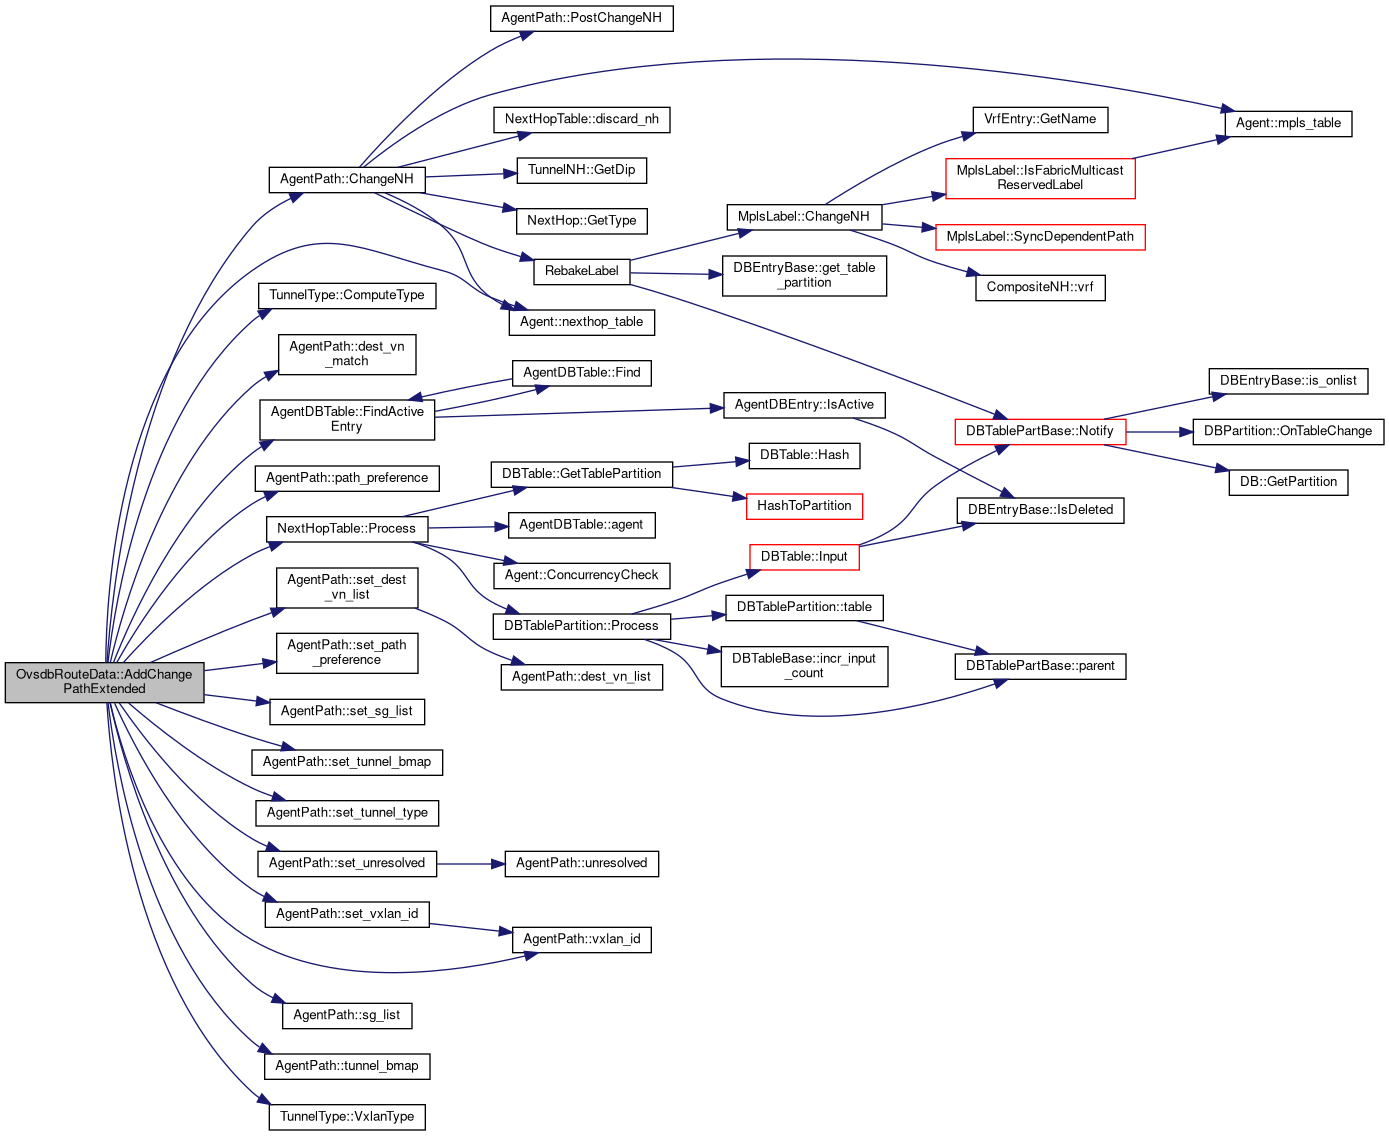 AgentPath::PostChangeNH
NextHopTable::discard_nh
VrfEntry::GetName
Agent::mpls_table
AgentPath::ChangeNH
TunnelNH::GetDip
MplsLabel::IsFabricMulticast
ReservedLabel
NextHop::GetType
MplsLabel::ChangeNH
MplsLabel::SyncDependentPath
RebakeLabel
DBEntryBase::get_table
_partition
CompositeNH::vrf
TunnelType::ComputeType
Agent::nexthop_table
AgentPath::dest_vn
_match
AgentDBTable::Find
DBEntryBase::is_onlist
AgentDBTable::FindActive
Entry
AgentDBEntry::IsActive
DBTablePartBase::Notify
DBPartition::OnTableChange
DBTable::Hash
AgentPath::path_preference
DBTable::GetTablePartition
DB::GetPartition
HashToPartition
DBEntryBase::IsDeleted
NextHopTable::Process
AgentDBTable::agent
DBTable::Input
Agent::ConcurrencyCheck
AgentPath::set_dest
_vn_list
DBTablePartition::table
DBTablePartition::Process
AgentPath::set_path
_preference
DBTableBase::incr_input
_count
DBTablePartBase::parent
OvsdbRouteData::AddChange
PathExtended
AgentPath::dest_vn_list
AgentPath::set_sg_list
AgentPath::set_tunnel_bmap
AgentPath::set_tunnel_type
AgentPath::set_unresolved
AgentPath::unresolved
AgentPath::set_vxlan_id
AgentPath::vxlan_id
AgentPath::sg_list
AgentPath::tunnel_bmap
TunnelType::VxlanType